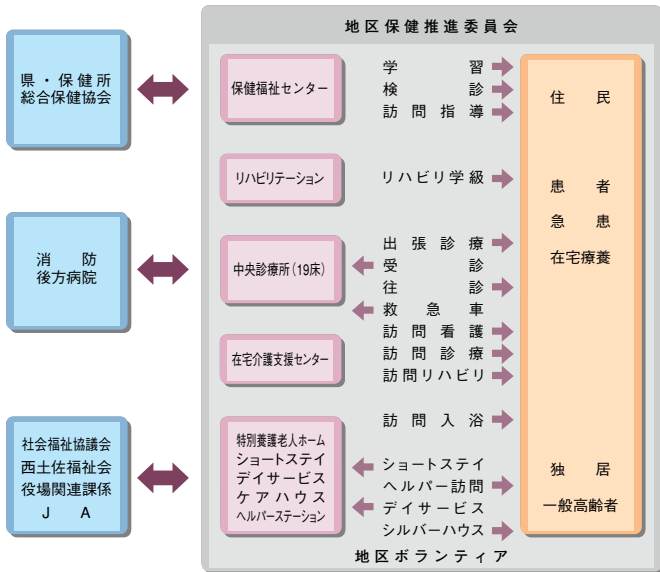 地区保健推進委員会
県・保健所
総合保健協会
保健福祉センター
学習
検診
訪問指導
住民
リハビリテーション
リハビリ学級
患者
急患
在宅療養
消防
後方病院
中央診療所(19床)
出張診療
受診
往診
救急車
訪問看護
訪問診療
訪問リハビリ
在宅介護支援センター
訪問入浴
社会福祉協議会
西土佐福祉会
役場関連課係
JA
特別養護老人ホーム
ショートステイ
デイサービス
ケアハウス
ヘルパーステーション
ショートステイ
ヘルパー訪問
デイサービス
シルバーハウス
独居
一般高齢者
地区ボランティア